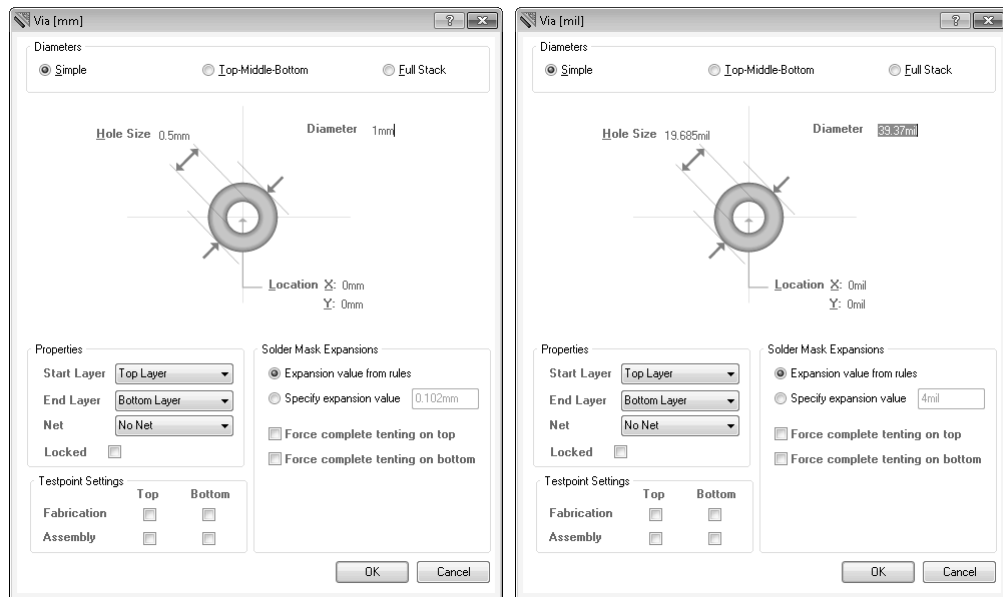 Via [mm]
Diameters
Simple
Top-Middle-Bottom
Full Stack
Hole Size 0.5mm
Diameter 1mm
Location X: 0mm
Y: 0mm
Properties
Start Layer Top Layer
End Layer Bottom Layer
Net No Net
Locked
Solder Mask Expansions
Expansion value from rules
Specify expansion value 0.102mm
Force complete tenting on top
Force complete tenting on bottom
Testpoint Settings
Top Bottom
Fabrication
Assembly
OK Cancel
Via [mil]
Diameters
Simple
Top-Middle-Bottom
Full Stack
Hole Size 19.685mil
Diameter 39.37mil
Location X: 0mil
Y: 0mil
Properties
Start Layer Top Layer
End Layer Bottom Layer
Net No Net
Locked
Solder Mask Expansions
Expansion value from rules
Specify expansion value 4mil
Force complete tenting on top
Force complete tenting on bottom
Testpoint Settings
Top Bottom
Fabrication
Assembly
OK Cancel